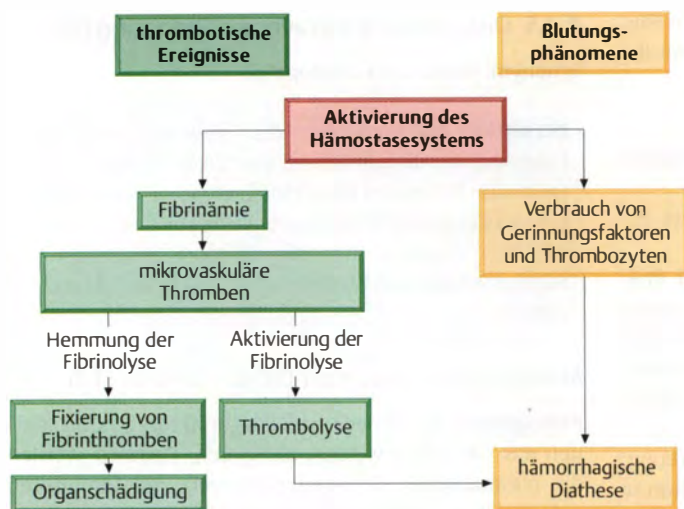 thrombotische
Ereignisse
Blutungs-
phänomene
Aktivierung des
Hämostasesystems
Fibrinämie
Verbrauch von
Gerinnungsfaktoren
und Thrombozyten
mikrovaskuläre
Thromben
Hemmung der
Fibrinolyse
Aktivierung der
Fibrinolyse
Fixierung von
Fibrinthromben
Thrombolyse
Organschädigung
hämorrhagische
Diathese